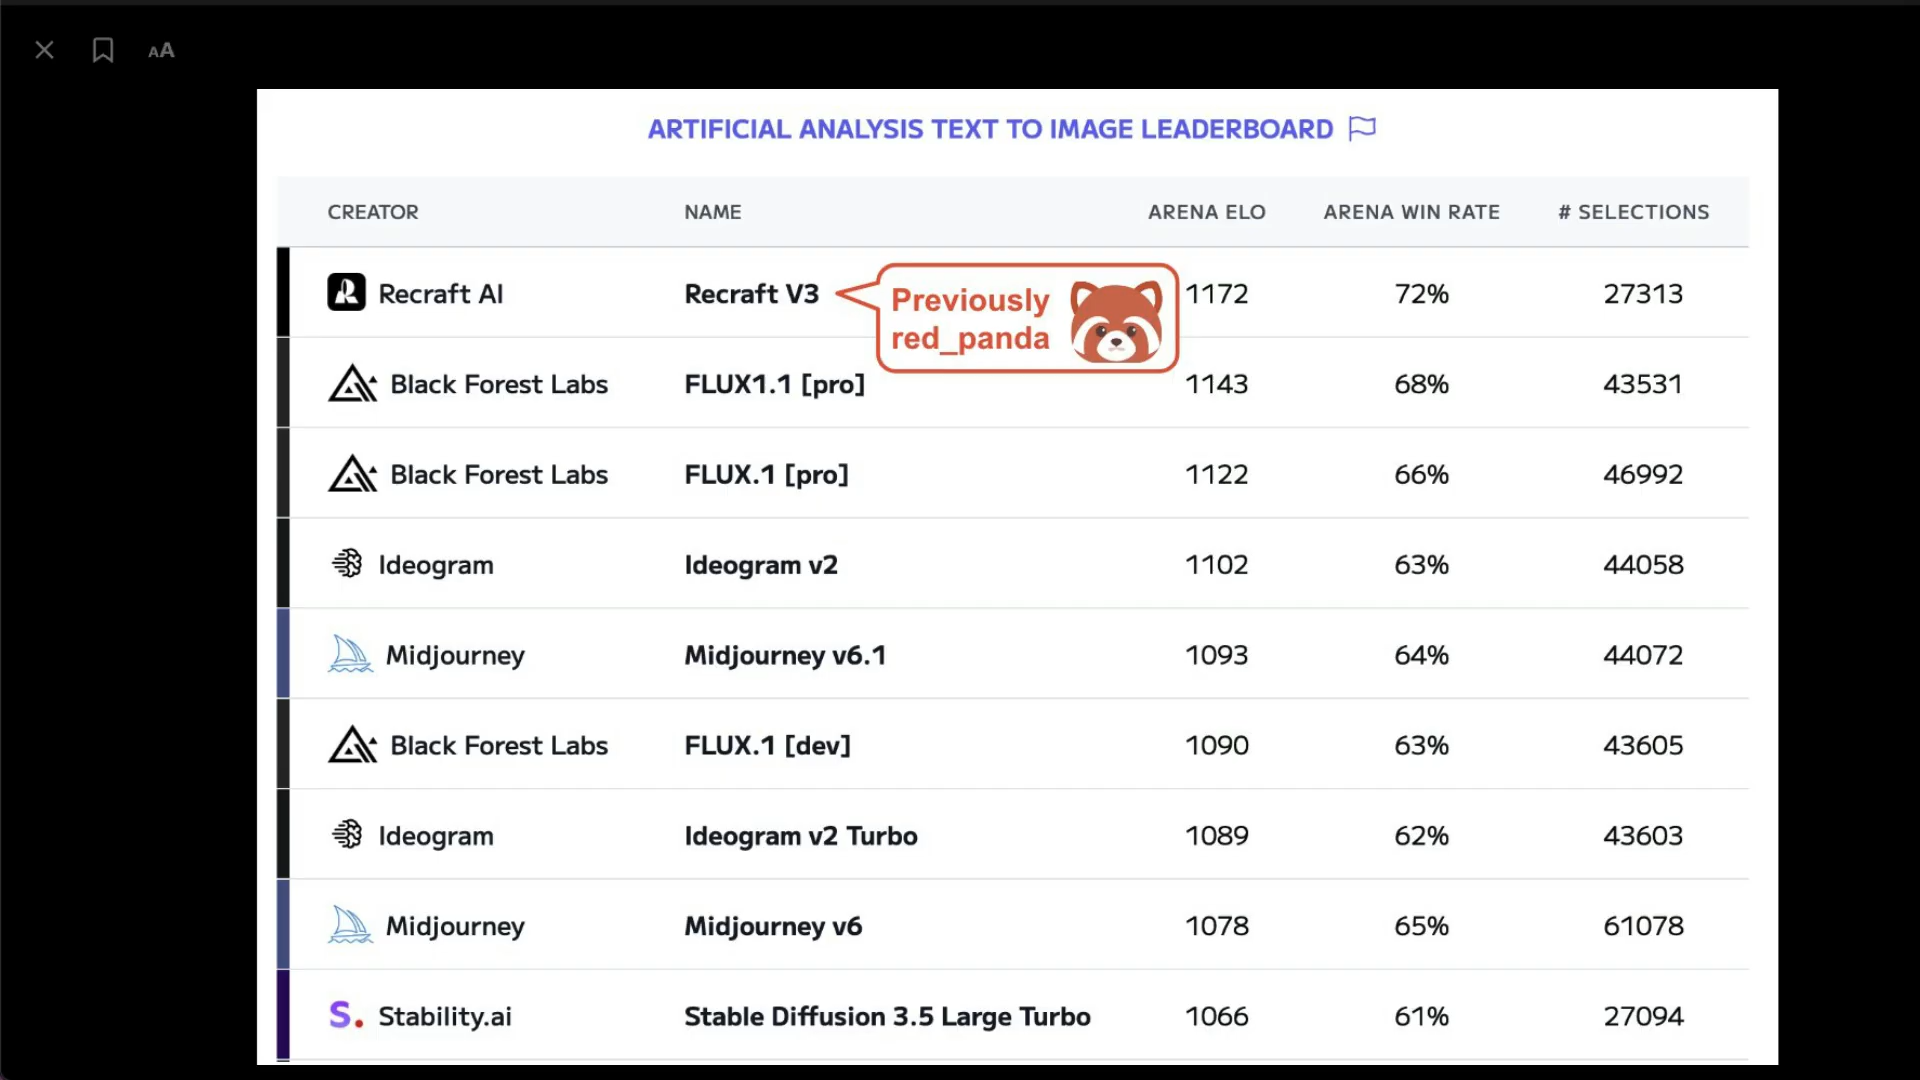 AA
ARTIFICIAL ANALYSIS TEXT TO IMAGE LEADERBOARD
CREATOR NAME ARENA ELO ARENA WIN RATE # SELECTIONS
Recraft AI Recraft V3 1172 72% 27313
Previously
red_panda
Black Forest Labs FLUX1.1 [pro] 1143 68% 43531
Black Forest Labs FLUX.1 [pro] 1122 66% 46992
Ideogram Ideogram v2 1102 63% 44058
Midjourney Midjourney v6.1 1093 64% 44072
Black Forest Labs FLUX.1 [dev] 1090 63% 43605
Ideogram Ideogram v2 Turbo 1089 62% 43603
Midjourney Midjourney v6 1078 65% 61078
S. Stability.ai Stable Diffusion 3.5 Large Turbo 1066 61% 27094